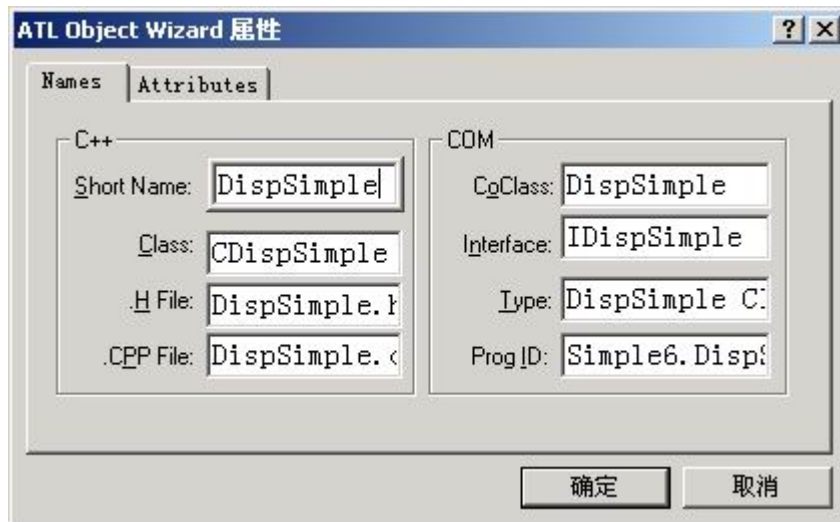 ATL Object Wizard 属性
Names
Attributes
C++
Short Name: DispSimple
Class: CDispSimple
.H File: DispSimple.h
.CPP File: DispSimple.
COM
CoClass: DispSimple
Interface: IDispSimple
Type: DispSimple
Prog ID: Simple6.Disp
确定
取消